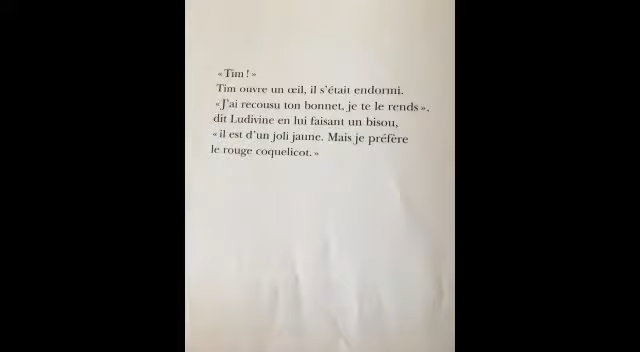 « Tim ! »
Tim ouvre un œil, il s'était endormi.
« J'ai recousu ton bonnet, je te le rends »,
dit Ludivine en lui faisant un bisou,
« il est d'un joli jaune. Mais je préfère
le rouge coquelicot. »